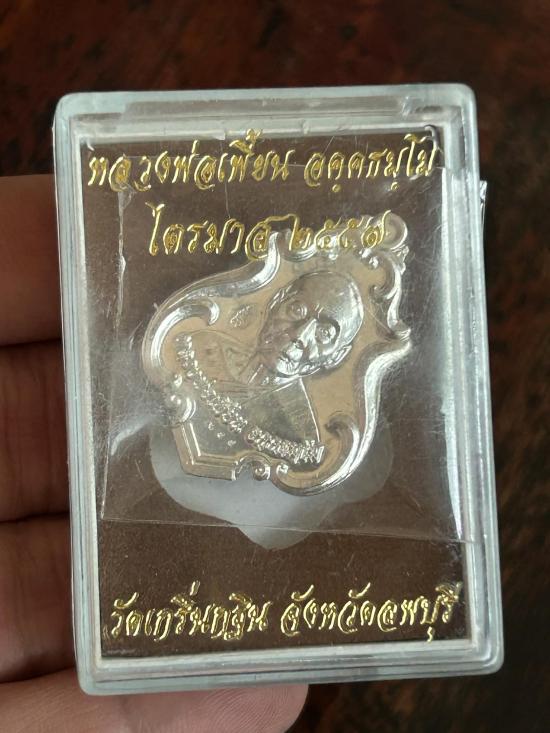 หลวงพ่อเพี้ยน อคฺคธมฺโม
ไตรมาส ๒๕๕๗
วัดเกริ่นกฐิน จังหวัดลพบุรี